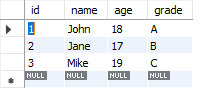 id name age grade
1 John 18 A
2 Jane 17 B
3 Mike 19 C
NULL NULL NULL NULL